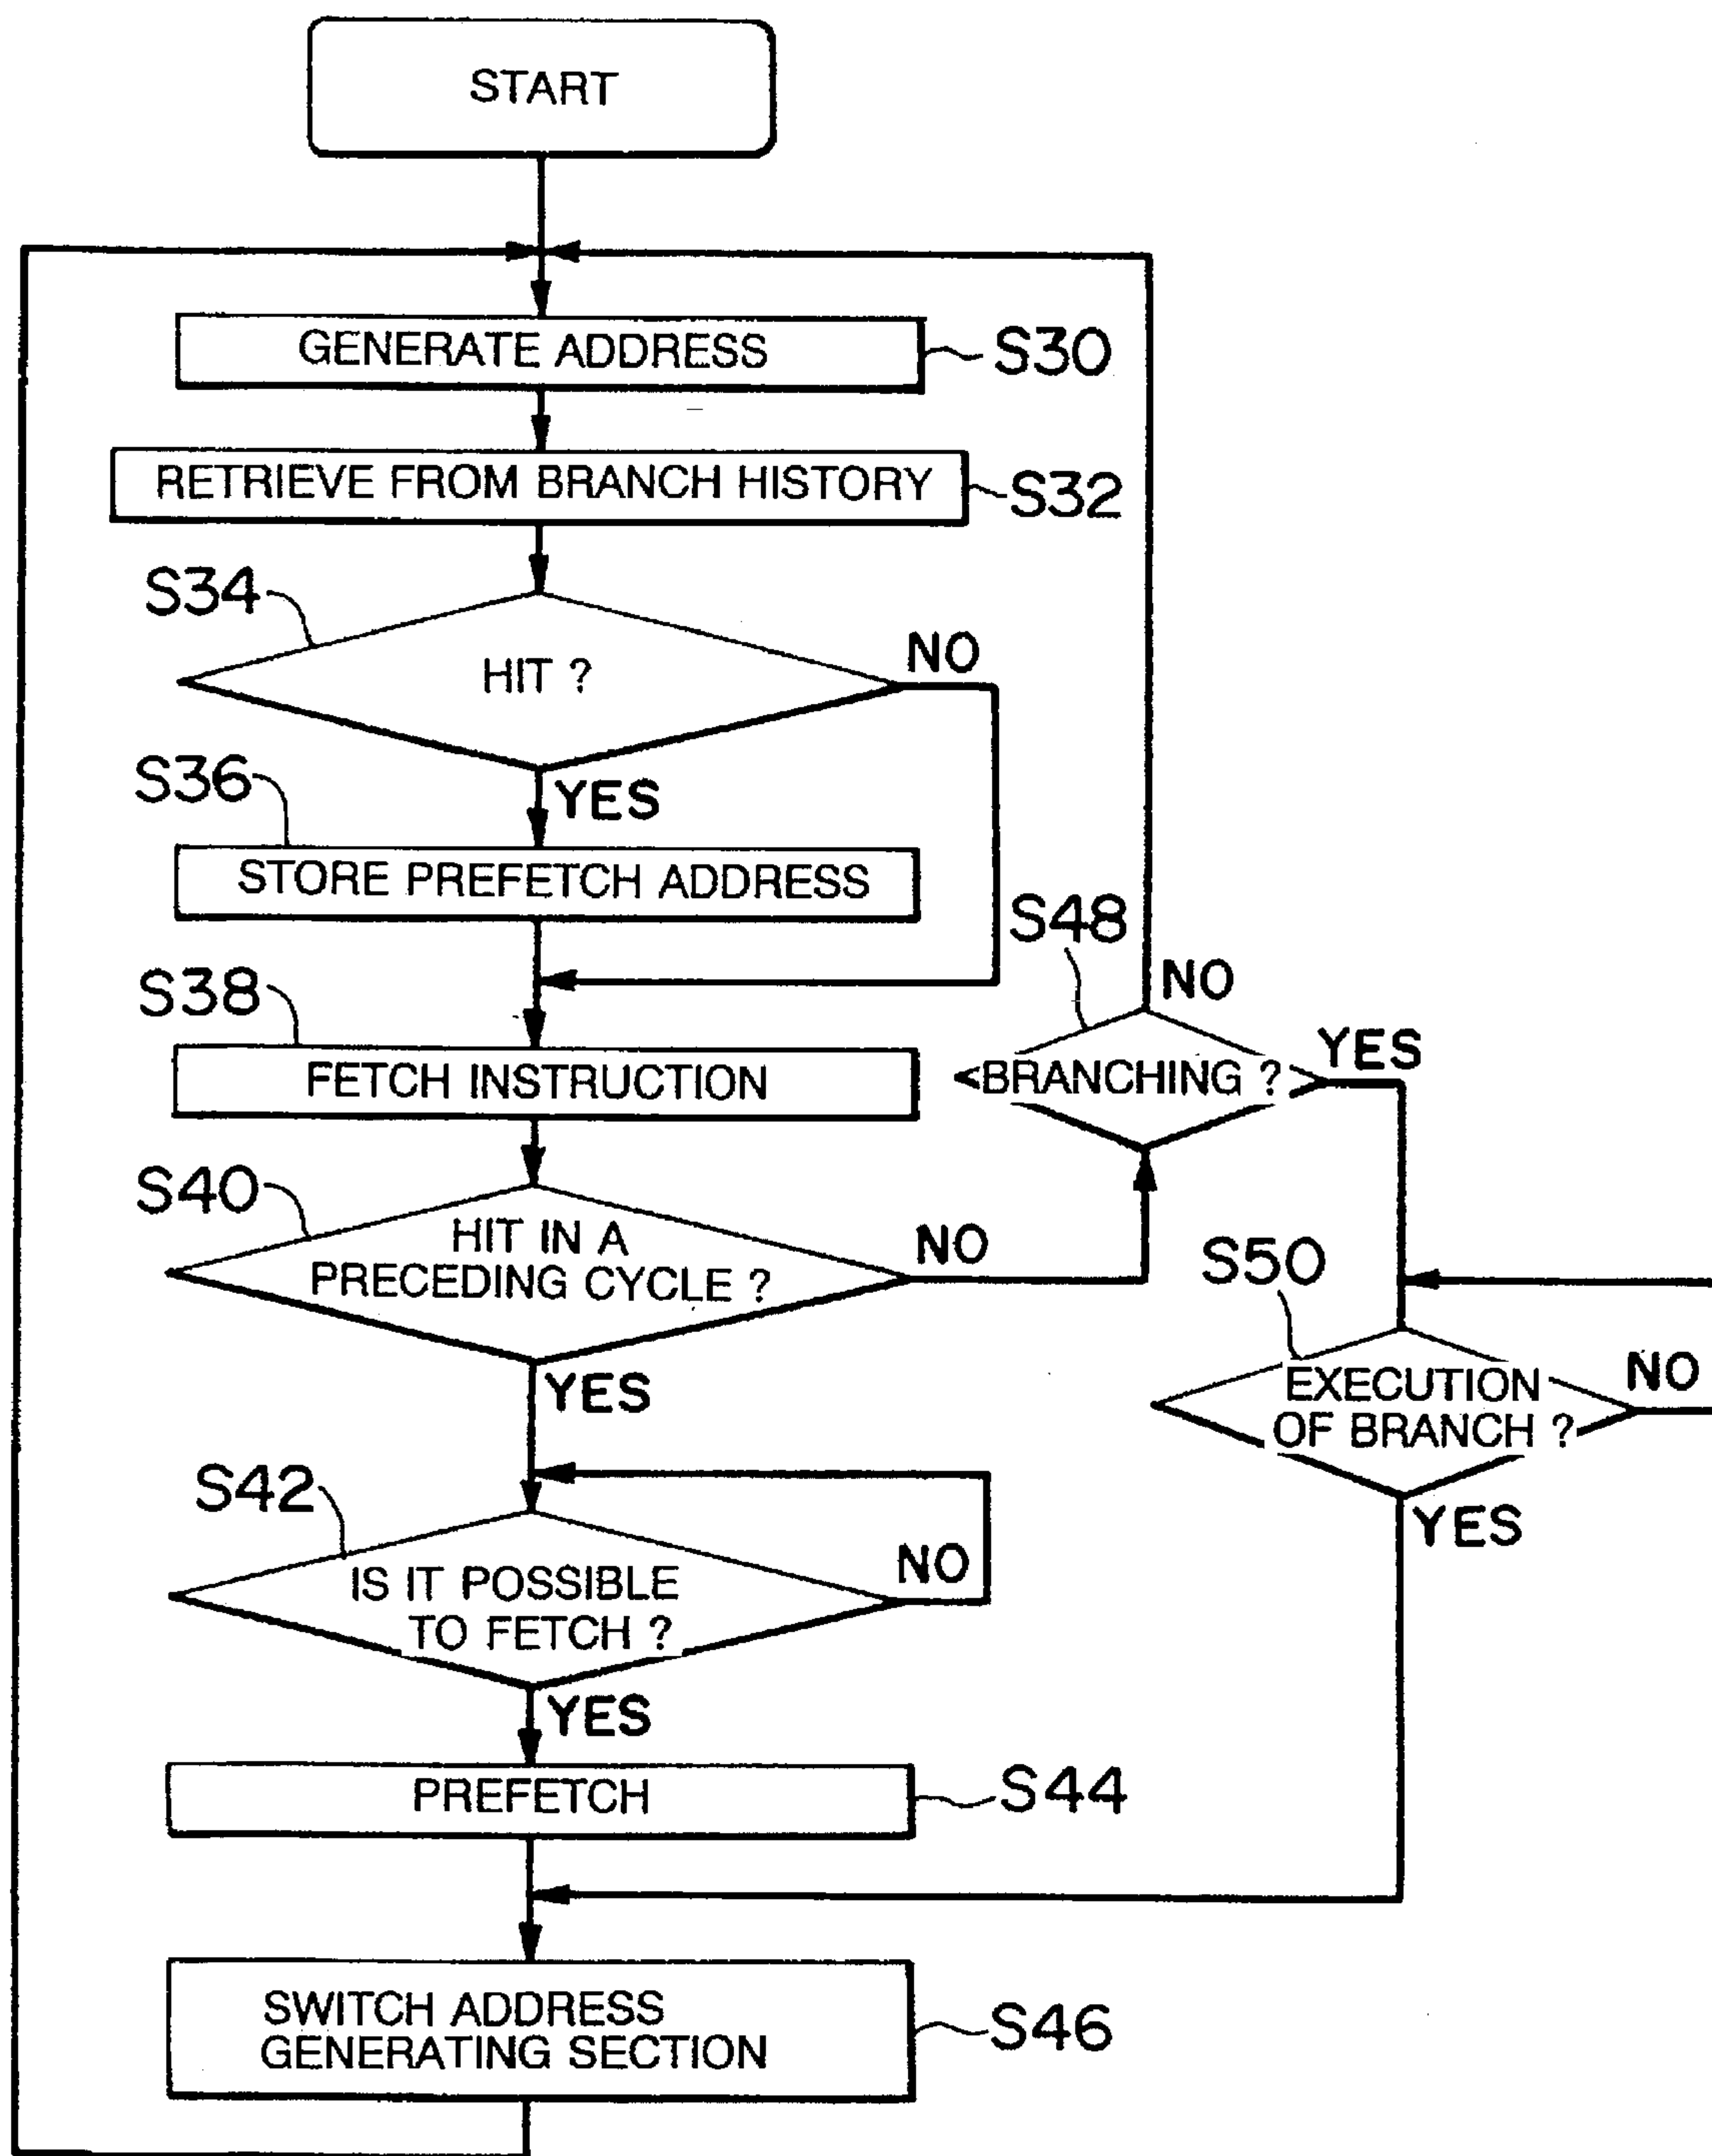 START
GENERATE ADDRESS
S30
RETRIEVE FROM BRANCH HISTORY
S32
S34
HIT ?
NO
YES
S36
STORE PREFETCH ADDRESS
S38
FETCH INSTRUCTION
S40
HIT IN A
PRECEDING CYCLE ?
NO
YES
S48
BRANCHING ?
NO
YES
S50
EXECUTION
OF BRANCH ?
NO
YES
S42
IS IT POSSIBLE
TO FETCH ?
NO
YES
PREFETCH
S44
SWITCH ADDRESS
GENERATING SECTION
S46